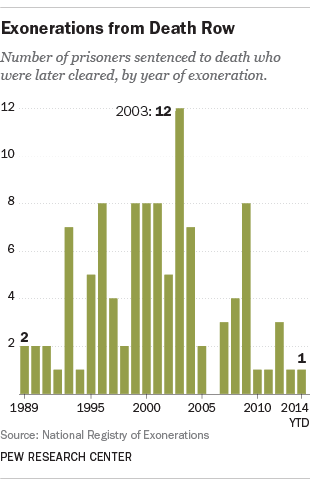 Exonerations from Death Row
Number of prisoners sentenced to death who
were later cleared, by year of exoneration.
12
2003: 12
10
8
6
4
2
2
1
1989
1995
2000
2005
2010
2014
YTD
Source: National Registry of Exonerations
PEW RESEARCH CENTER